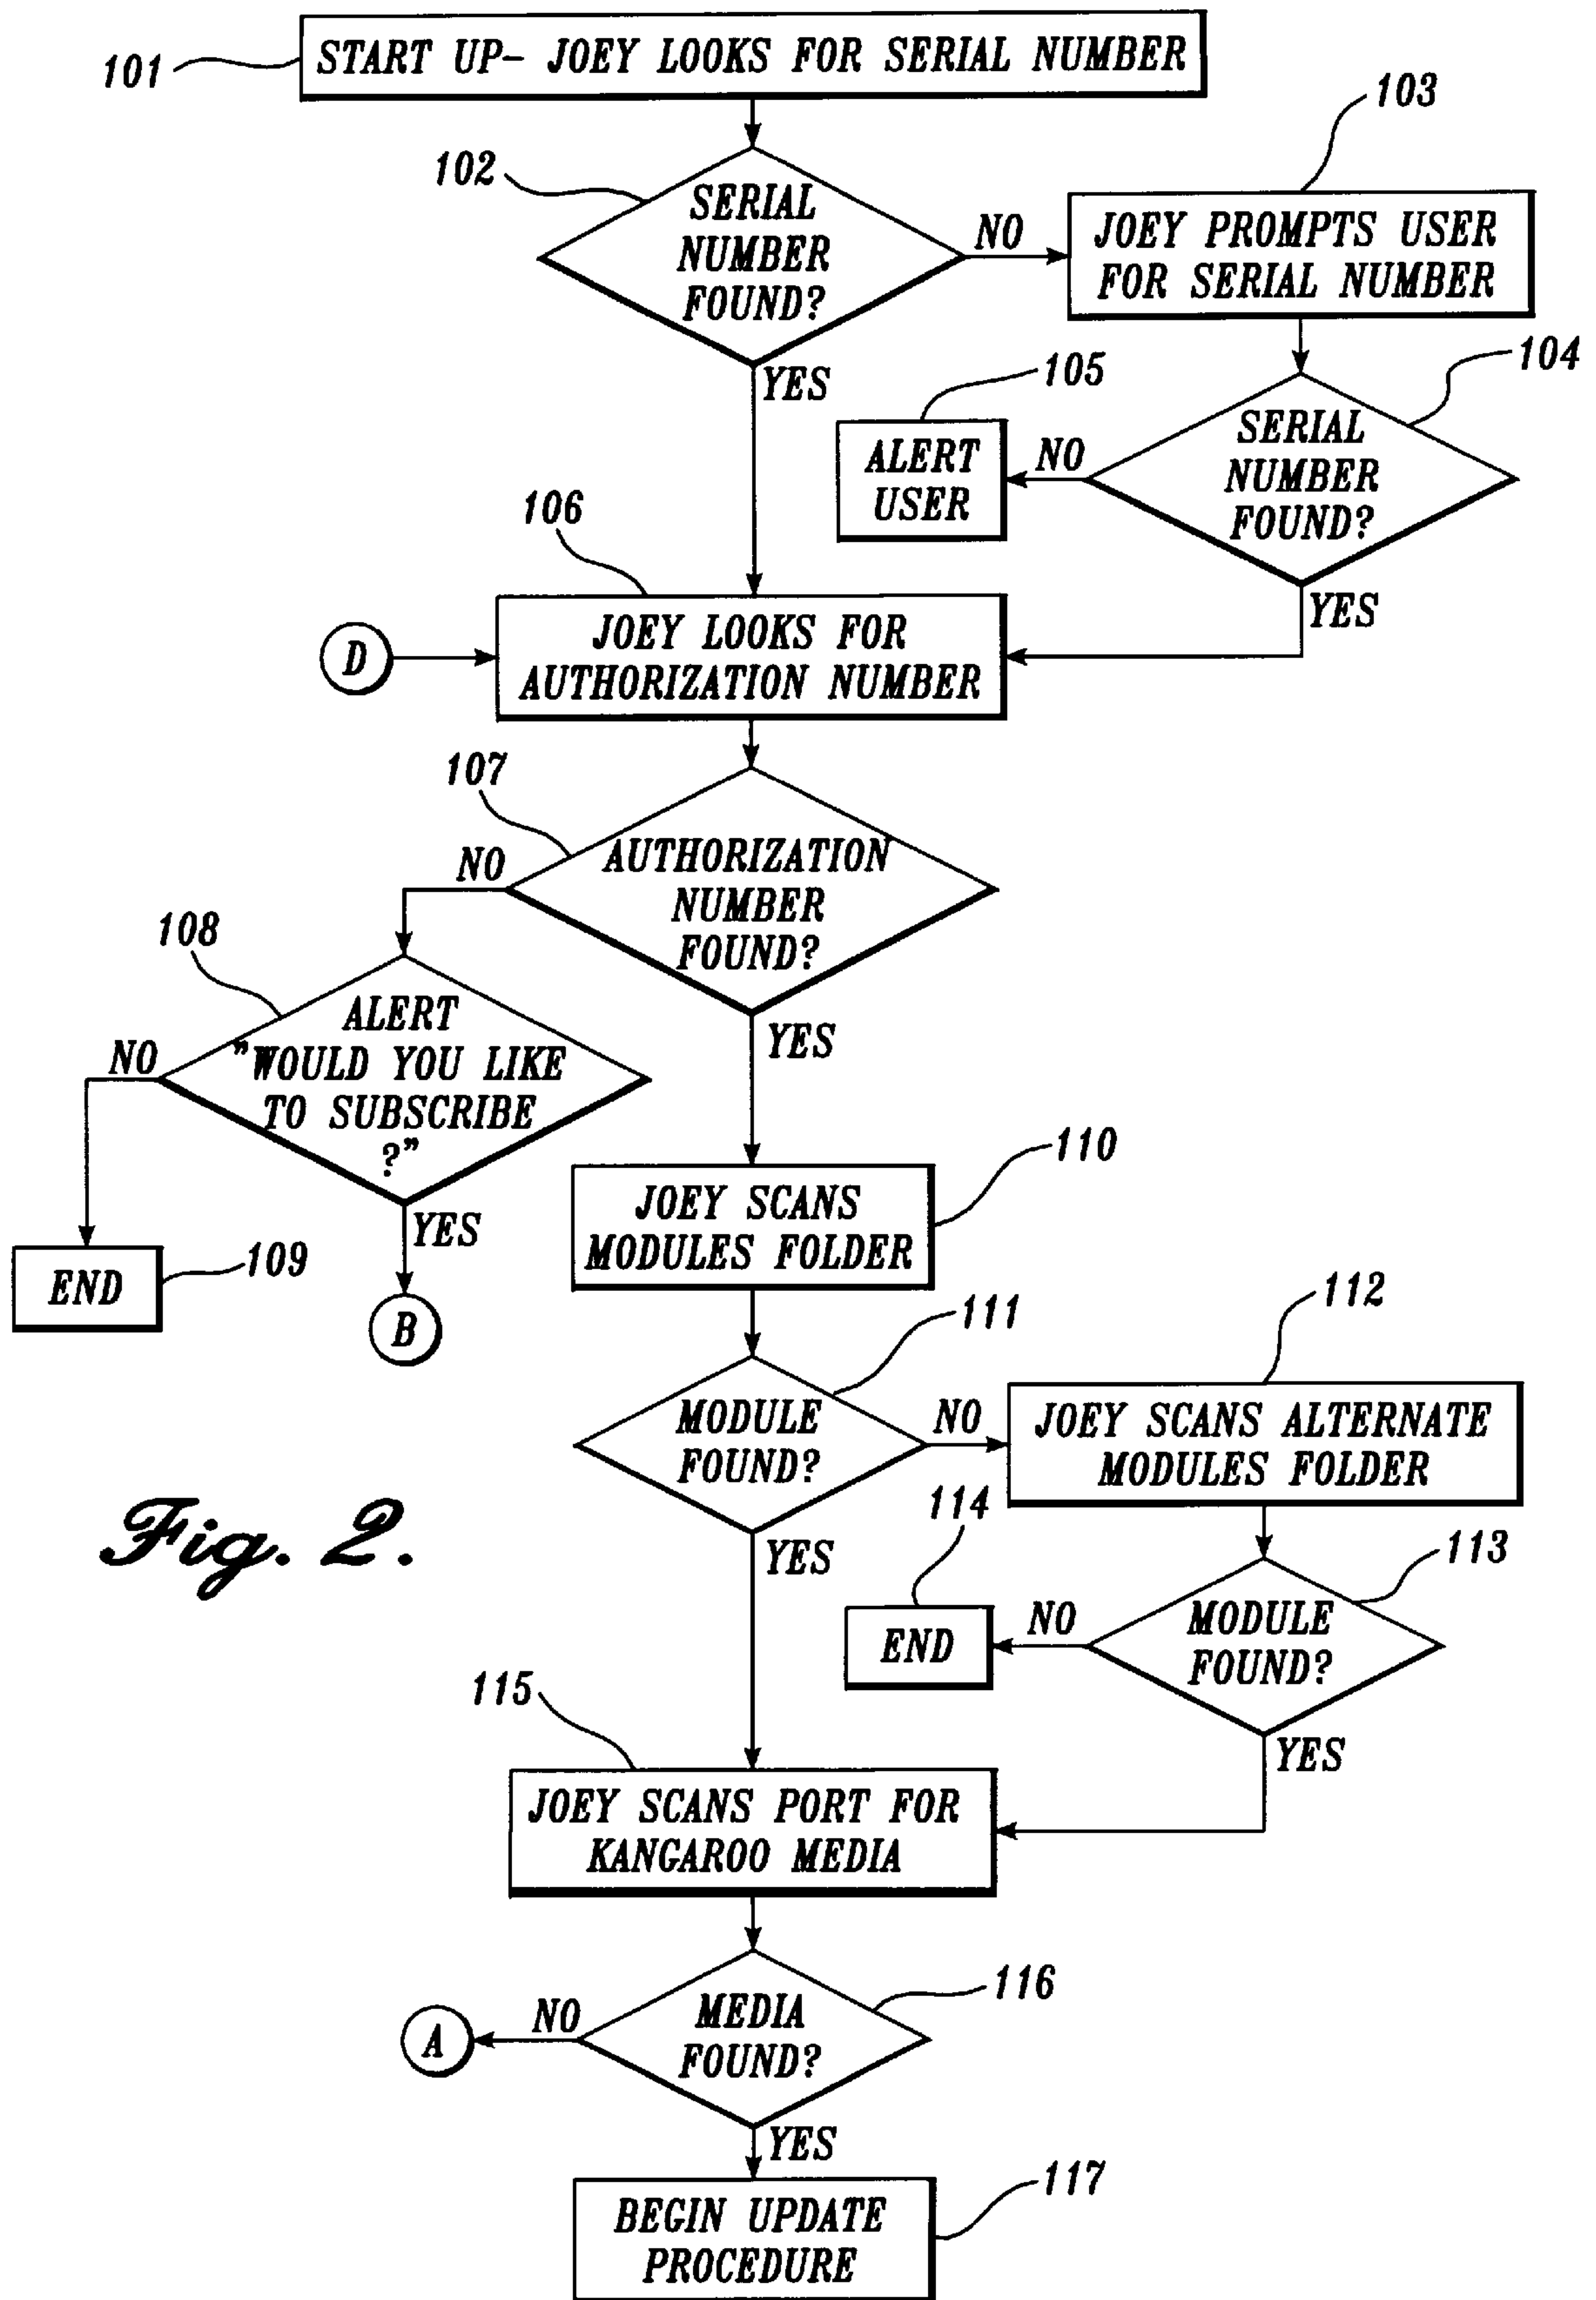 START UP- JOEY LOOKS FOR SERIAL NUMBER
101
103
102
SERIAL
NUMBER
FOUND?
NO
JOEY PROMPTS USER
FOR SERIAL NUMBER
YES
105
104
ALERT
USER
NO
SERIAL
NUMBER
FOUND?
YES
106
D
JOEY LOOKS FOR
AUTHORIZATION NUMBER
107
NO
AUTHORIZATION
NUMBER
FOUND?
YES
108
NO
ALERT
"WOULD YOU LIKE
TO SUBSCRIBE
?"
YES
END
109
B
110
JOEY SCANS
MODULES FOLDER
111
MODULE
FOUND?
NO
112
JOEY SCANS ALTERNATE
MODULES FOLDER
YES
114
113
END
NO
MODULE
FOUND?
YES
Fig. 2.
115
JOEY SCANS PORT FOR
KANGAROO MEDIA
116
A
NO
MEDIA
FOUND?
YES
117
BEGIN UPDATE
PROCEDURE